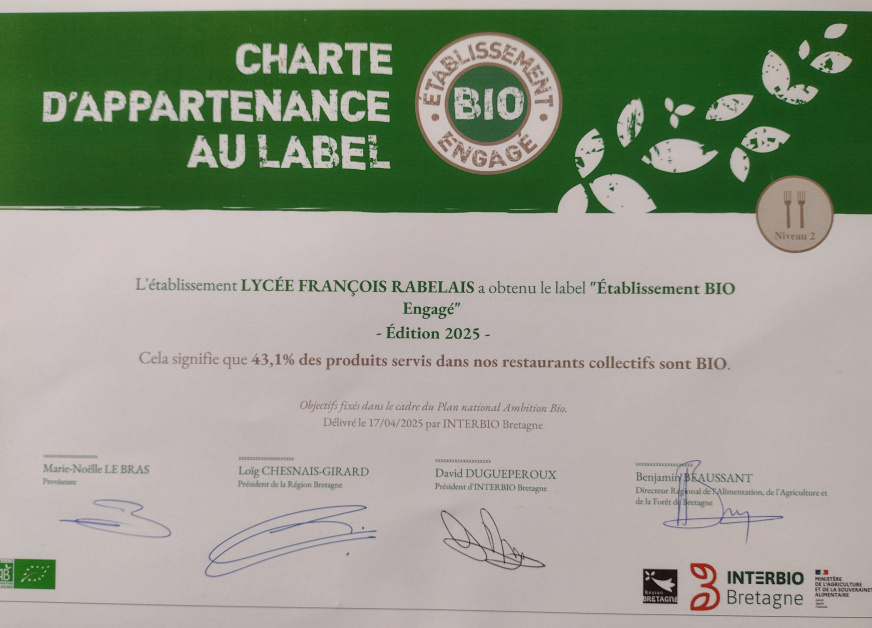 CHARTE
D'APPARTENANCE
AU LABEL
ÉTABLISSEMENT
BIO
ENGAGÉ
Niveau 2
L'établissement LYCÉE FRANÇOIS RABELAIS a obtenu le label "Établissement BIO
Engagé"
- Édition 2025 -
Cela signifie que 43,1% des produits servis dans nos restaurants collectifs sont BIO.
Objectifs fixés dans le cadre du Plan national Ambition Bio.
Délivré le 17/04/2025 par INTERBIO Bretagne
Marie-Noëlle LE BRAS
Proviseure
Loïg CHESNAIS-GIRARD
Président de la Région Bretagne
David DUGUEPEROUX
Président d'INTERBIO Bretagne
Benjamin BEAUSSANT
Directeur Régional de l'Alimentation, de l'Agriculture et
de la Forêt de Bretagne
AB
Région
BRETAGNE
INTERBIO
Bretagne
MINISTÈRE
DE L'AGRICULTURE
ET DE LA SOUVERAINETÉ
ALIMENTAIRE